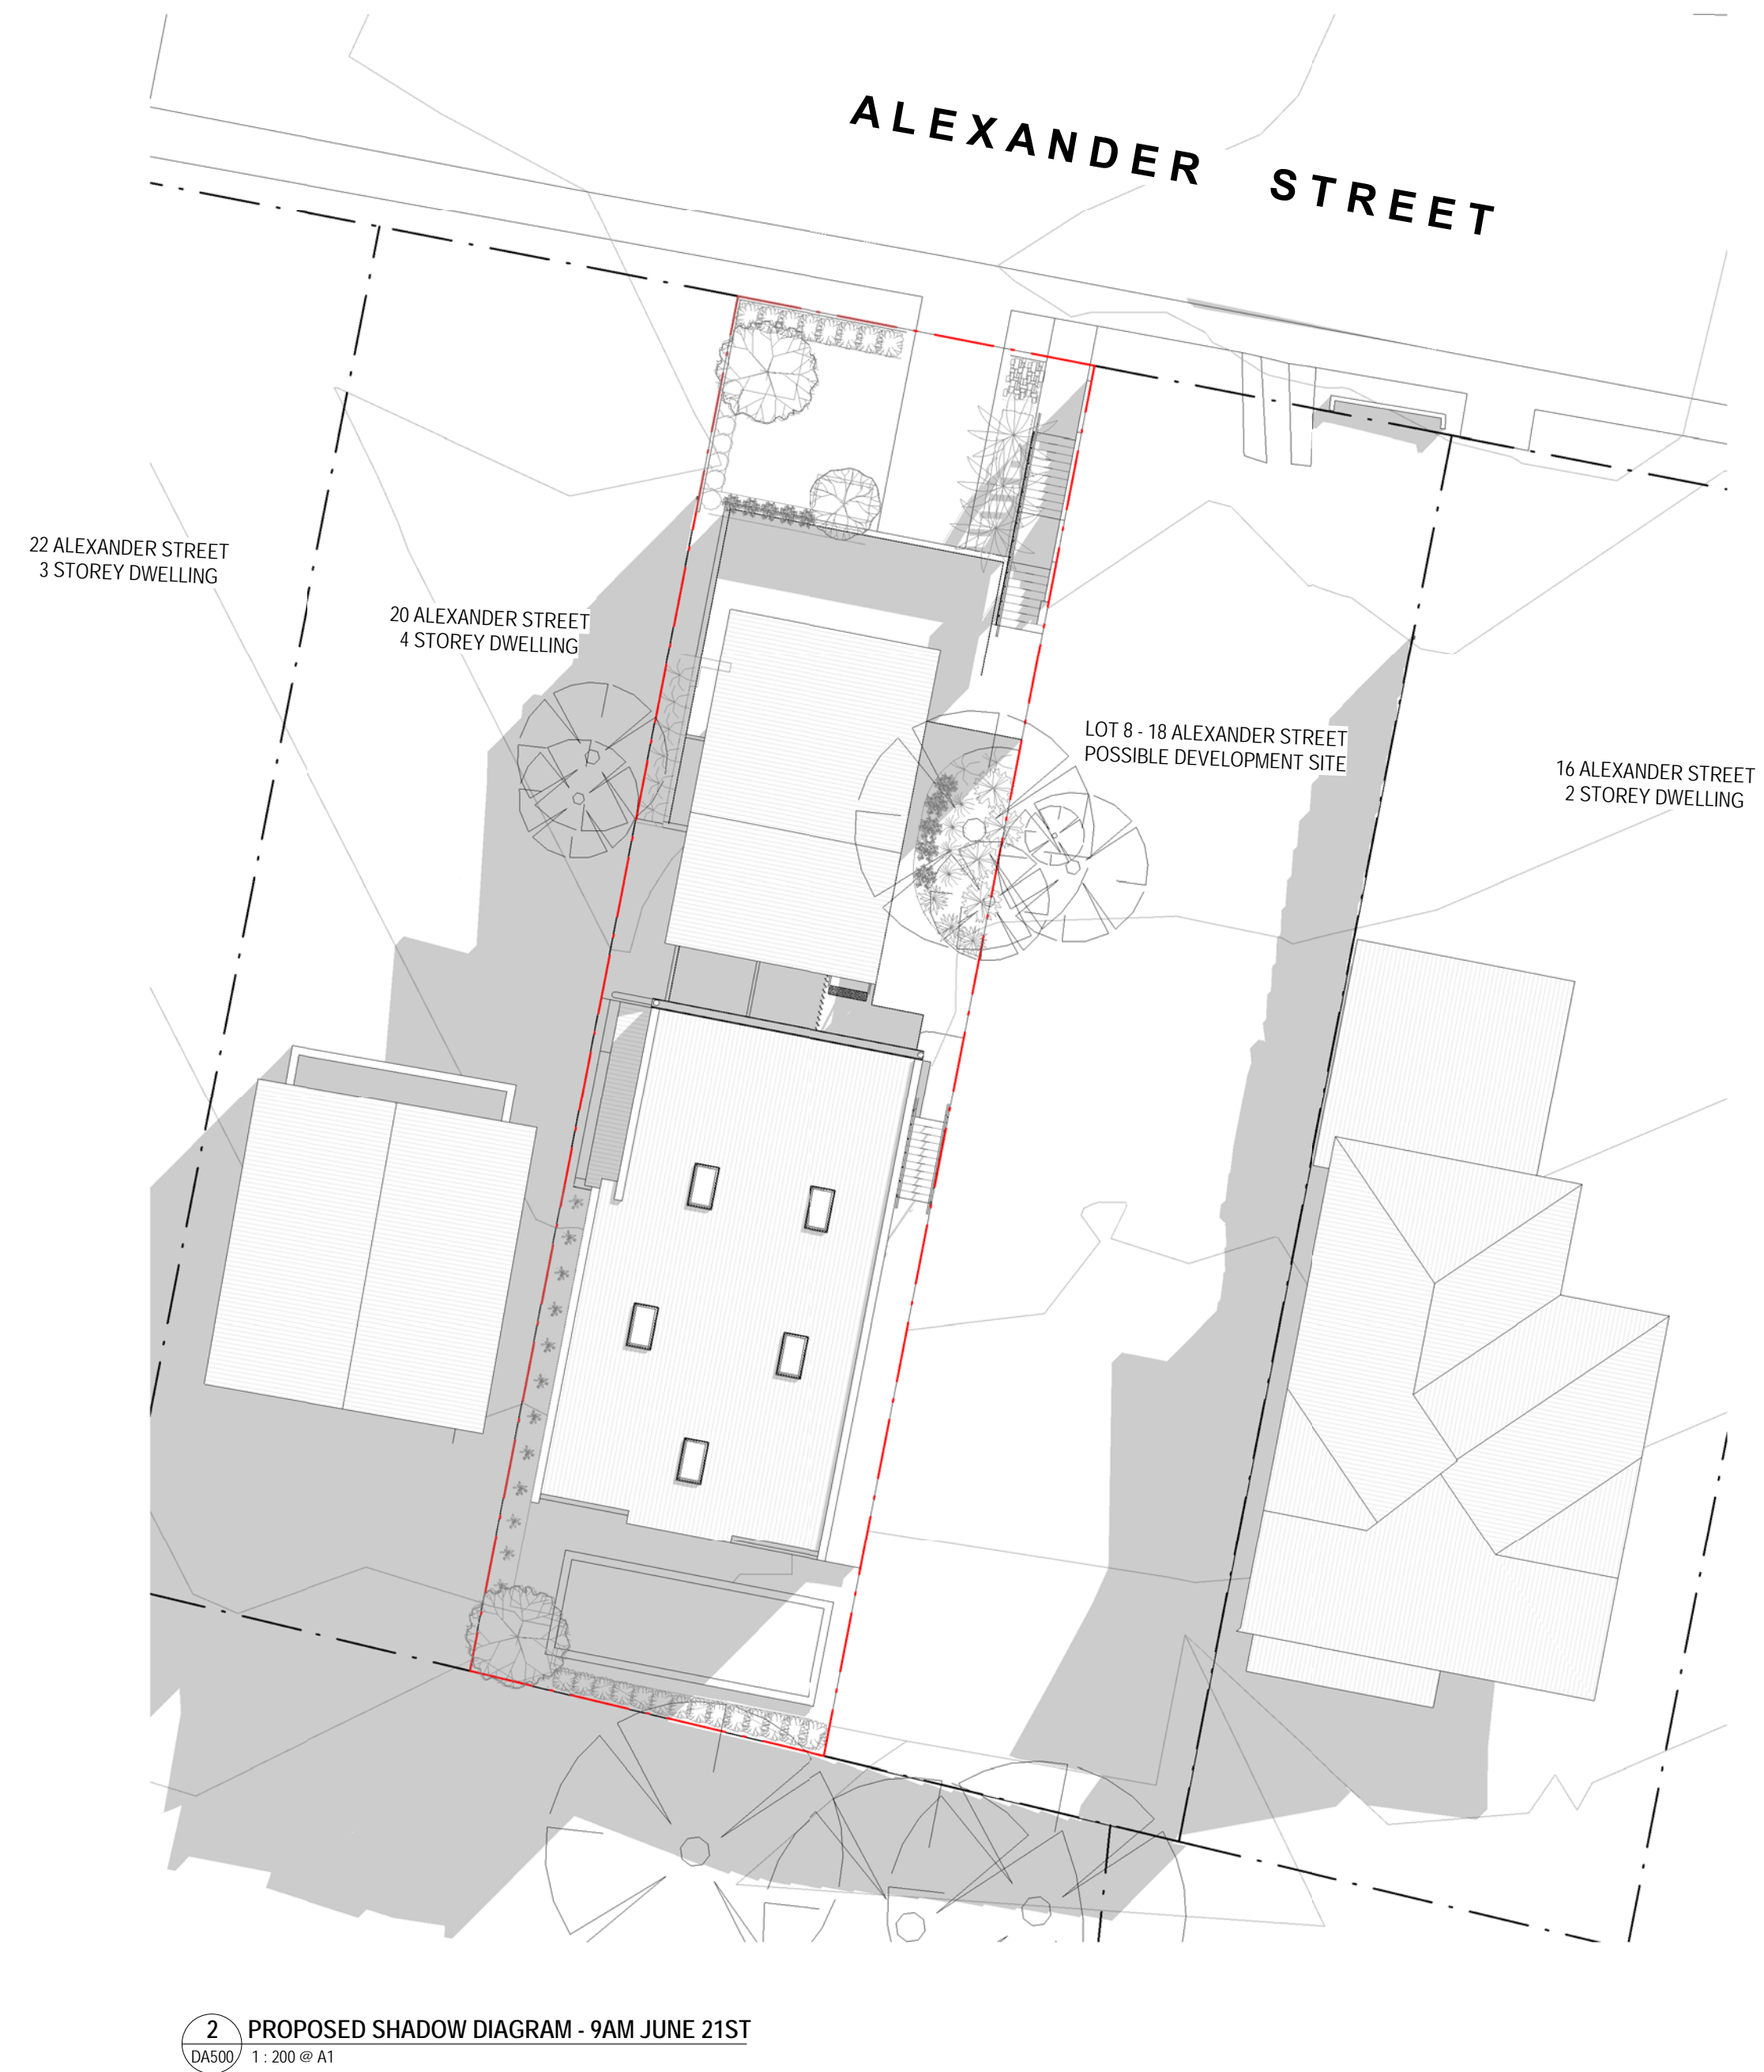 ALEXANDER STREET
22 ALEXANDER STREET
3 STOREY DWELLING
20 ALEXANDER STREET
4 STOREY DWELLING
LOT 8 - 18 ALEXANDER STREET
POSSIBLE DEVELOPMENT SITE
16 ALEXANDER STREET
2 STOREY DWELLING
2
PROPOSED SHADOW DIAGRAM - 9AM JUNE 21ST
DA500
1 : 200 @ A1